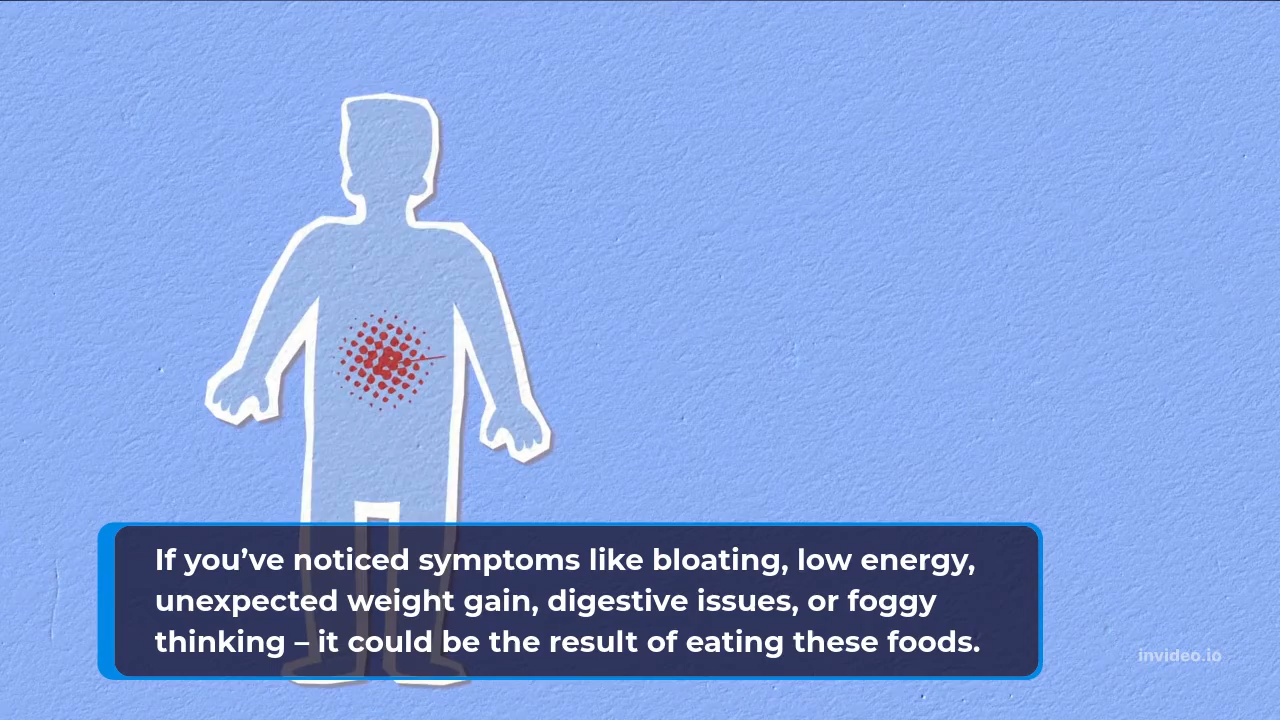 If you’ve noticed symptoms like bloating, low energy,
unexpected weight gain, digestive issues, or foggy
thinking – it could be the result of eating these foods.
invideo.io